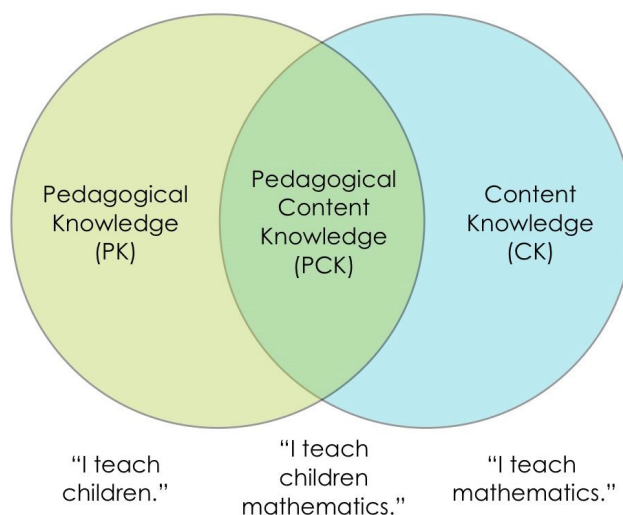 Pedagogical
Knowledge
(PK)
Pedagogical
Content
Knowledge
(PCK)
Content
Knowledge
(CK)
“I teach
children.”
“I teach
children
mathematics.”
“I teach
mathematics.”